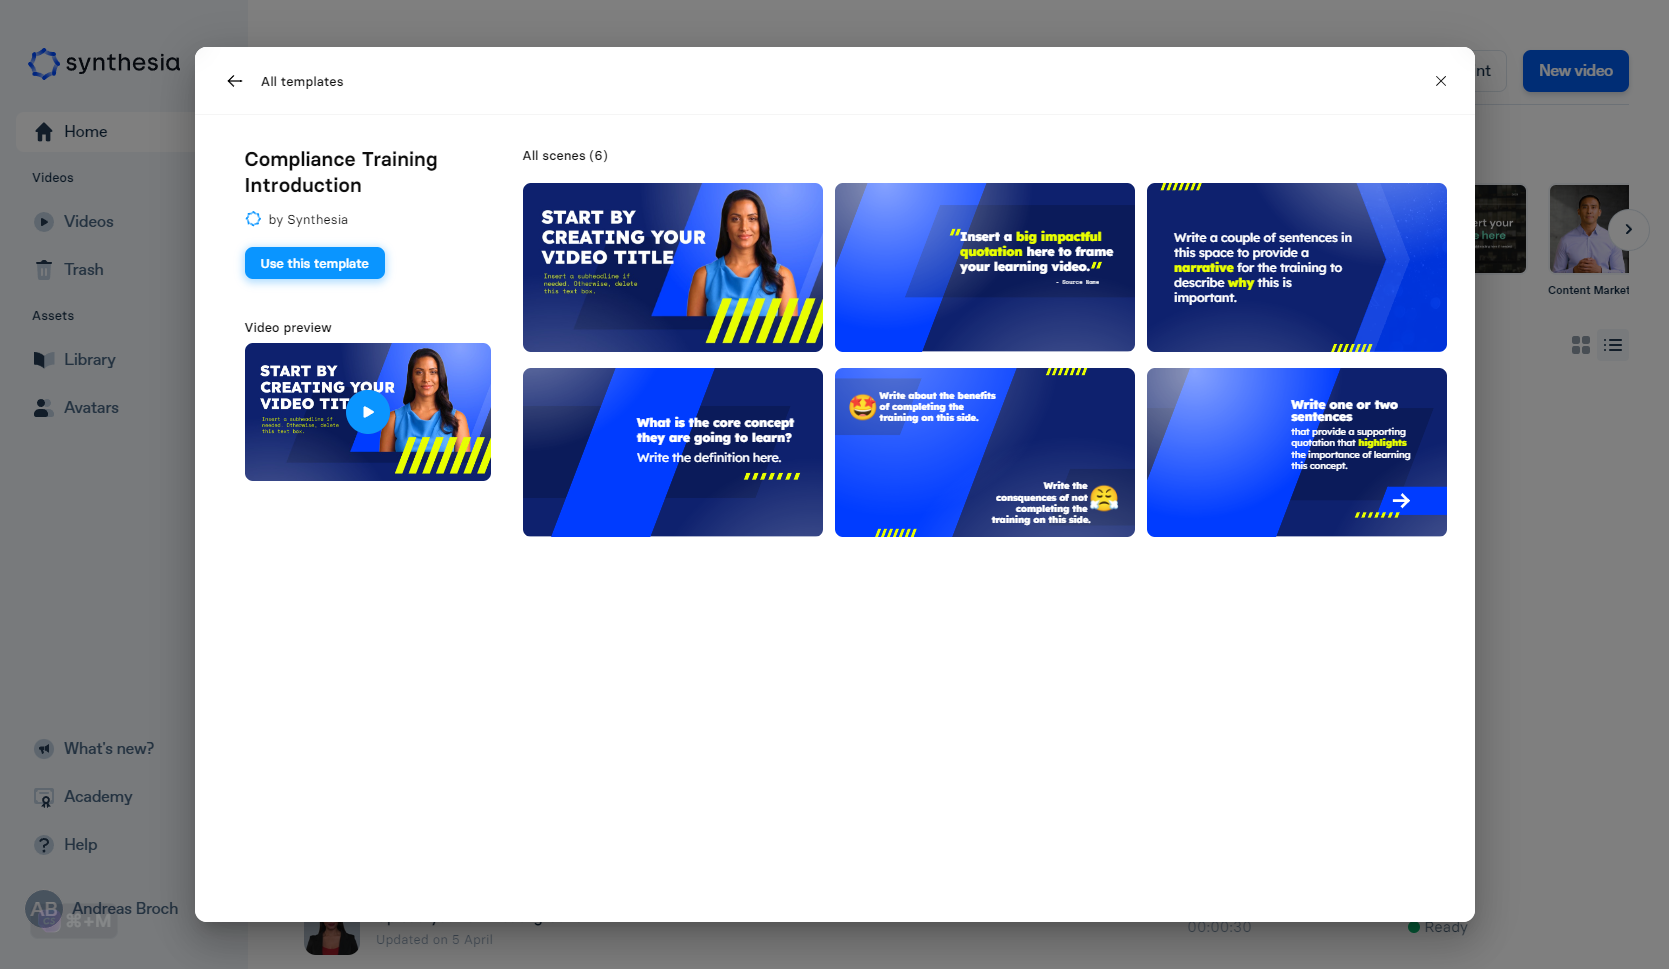 synthesia
Home
Videos
Videos
Trash
Assets
Library
Avatars
What's new?
Academy
Help
AB
Andreas Broch
⌘+M
All templates
Compliance Training
Introduction
by Synthesia
Use this template
Video preview
START BY
CREATING YOUR
VIDEO TIT
Insert a subheadline if
needed. Otherwise, delete
this text box.
All scenes (6)
START BY
CREATING YOUR
VIDEO TITLE
Insert a subheadline if
needed. Otherwise, delete
this text box.
"Insert a big impactful
quotation here to frame
your learning video."
- Source Name
Write a couple of sentences in
this space to provide a
narrative for the training to
describe why this is
important.
What is the core concept
they are going to learn?
Write the definition here.
Write about the benefits
of completing the
training on this side.
Write the
consquences of not
completing the
training on this side.
Write one or two
sentences
that provide a supporting
quotation that highlights
the importance of learning
this concept.
nt
New video
ert your
here
Content Market
Updated on 5 April
00:00:30
Ready